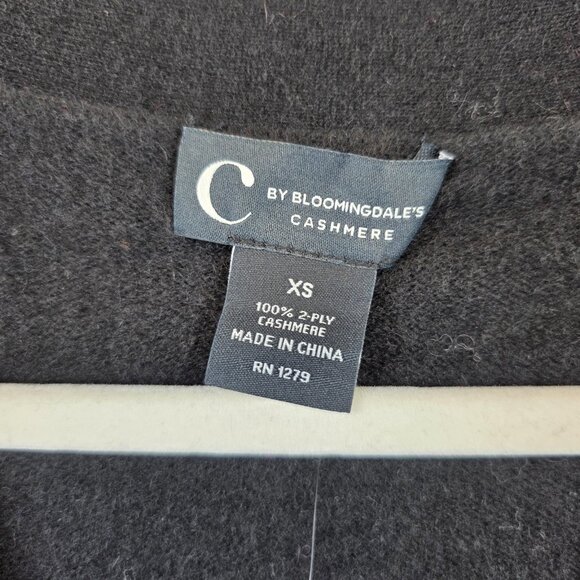 C BY BLOOMINGDALE'S
CASHMERE
XS
100% 2-PLY
CASHMERE
MADE IN CHINA
RN 1279